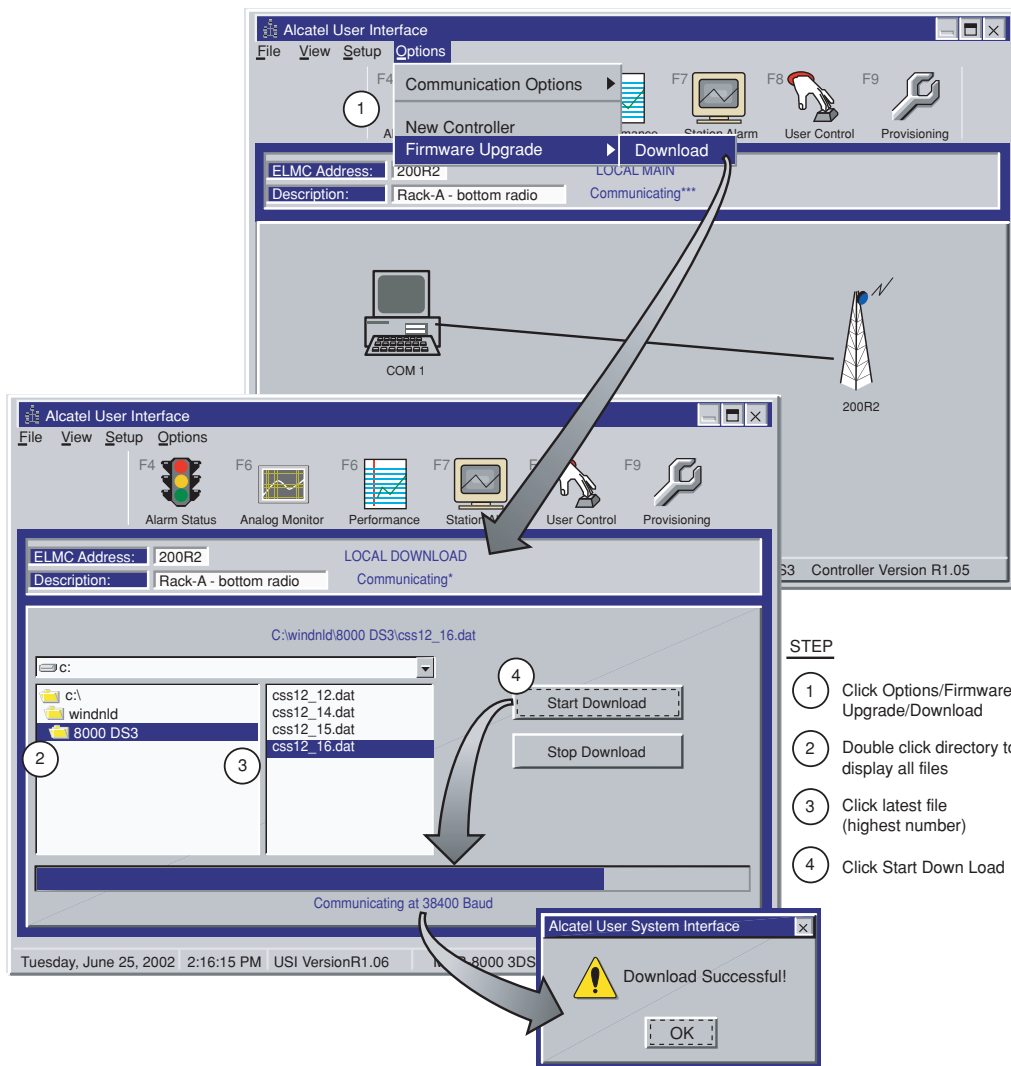 Alcatel User Interface
File View Setup Options
F4 F7 F8 F9
Communication Options
New Controller
Firmware Upgrade
Download
1
Station Alarm User Control Provisioning
ELMC Address: 200R2 LOCAL MAIN
Description: Rack-A - bottom radio Communicating***
COM 1
200R2
Controller Version R1.05
Alcatel User Interface
File View Setup Options
F4 F6 F6 F7 F9
Alarm Status Analog Monitor Performance User Control Provisioning
ELMC Address: 200R2 LOCAL DOWNLOAD
Description: Rack-A - bottom radio Communicating*
C:\windnld\8000 DS3\css12_16.dat
c:
c:\
windnld
8000 DS3
css12_12.dat
css12_14.dat
css12_15.dat
css12_16.dat
2
3
4
Start Download
Stop Download
Communicating at 38400 Baud
Tuesday, June 25, 2002 2:16:15 PM USI VersionR1.06
Alcatel User System Interface
Download Successful!
OK
STEP
1 Click Options/Firmware
Upgrade/Download
2 Double click directory to
display all files
3 Click latest file
(highest number)
4 Click Start Down Load